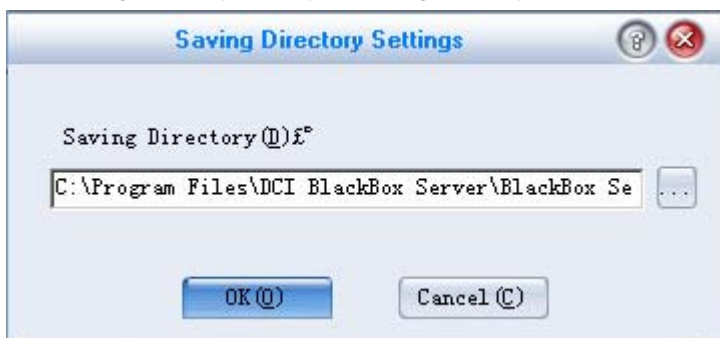 Saving Directory Settings
Saving Directory(D)£º
C:\Program Files\DCI BlackBox Server\BlackBox Se
...
OK(O) Cancel(C)